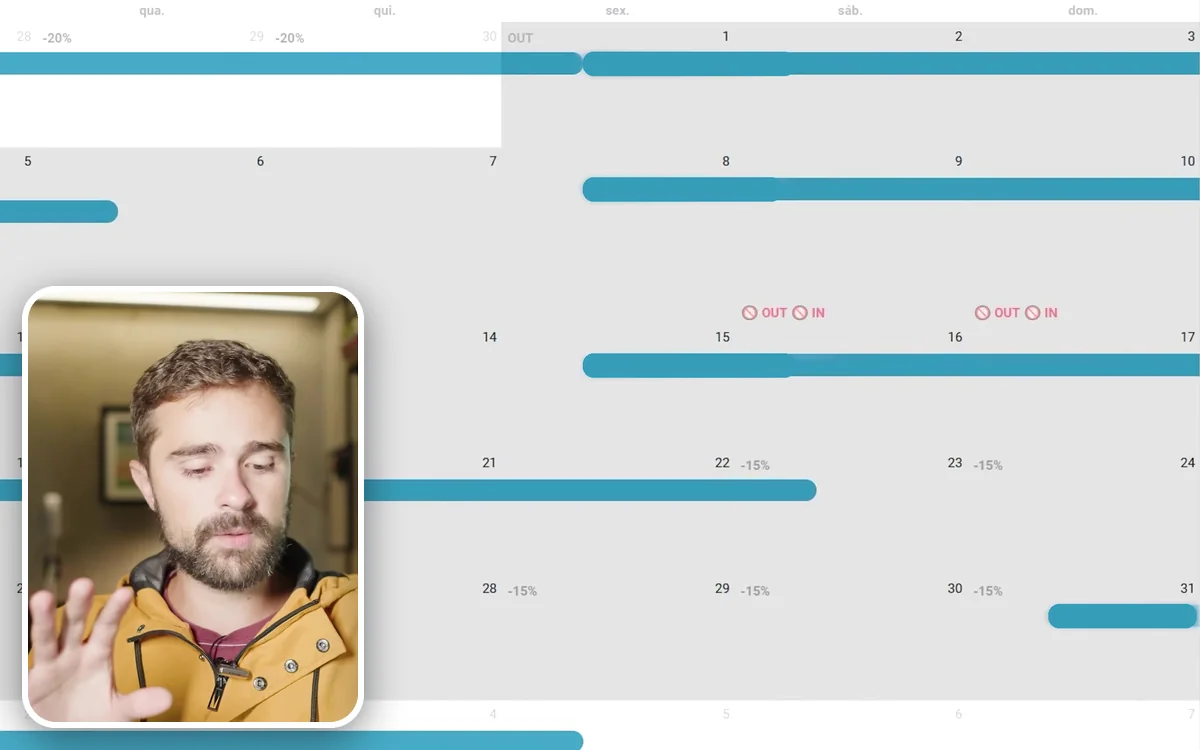 qua. qui. sex. sáb. dom.
28 -20% 29 -20% 30 OUT 1 2 3
5 6 7 8 9 10
OUT IN OUT IN
14 15 16 17
21 22 -15% 23 -15% 24
28 -15% 29 -15% 30 -15% 31
4 5 6 7